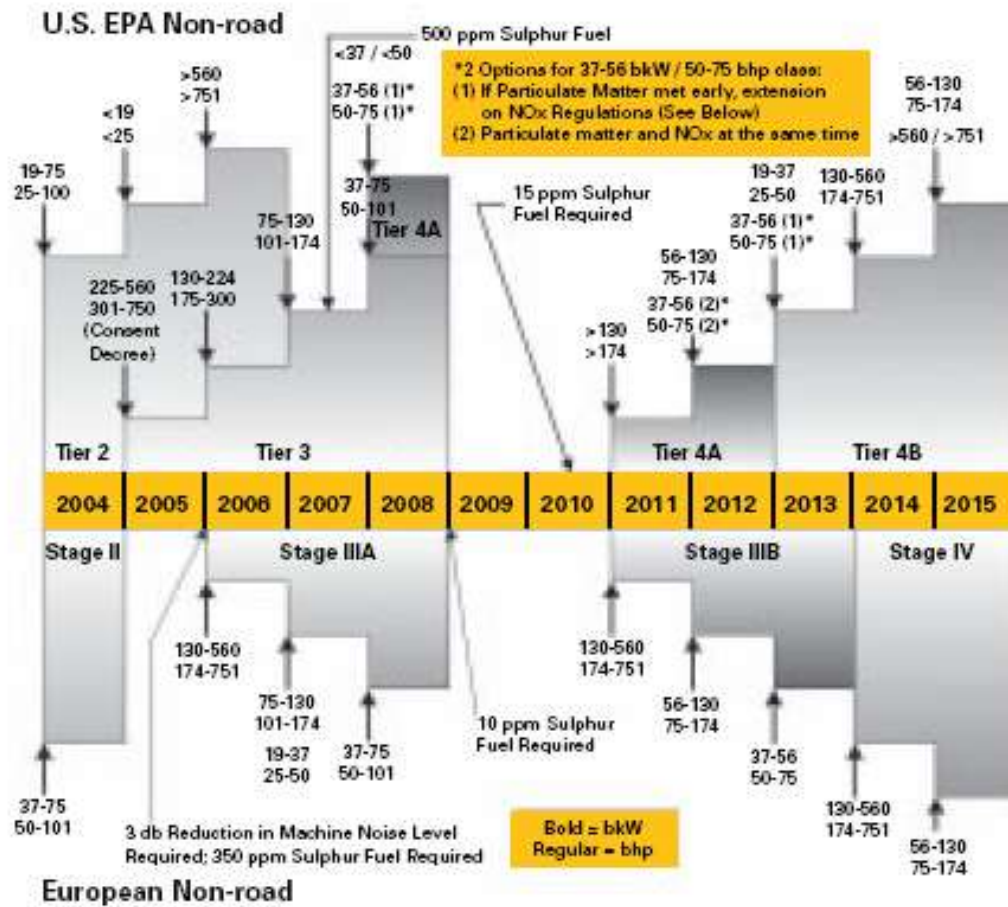 U.S. EPA Non-road
500 ppm Sulphur Fuel
<37 / <50
*2 Options for 37-56 bkW / 50-75 bhp class:
(1) If Particulate Matter met early, extension
on NOx Regulations (See Below)
(2) Particulate matter and NOx at the same time
>560
>751
37-56 (1)*
50-75 (1)*
56-130
75-174
>560 / >751
<19
<25
19-75
25-100
75-130
101-174
37-75
50-101
Tier 4A
15 ppm Sulphur
Fuel Required
19-37
25-50
37-56 (1)*
50-75 (1)*
130-560
174-751
225-560
301-750
(Consent
Decree)
130-224
175-300
56-130
75-174
37-56 (2)*
50-75 (2)*
>130
>174
Tier 2
Tier 3
Tier 4A
Tier 4B
2004 2005 2006 2007 2008 2009 2010 2011 2012 2013 2014 2015
Stage II
Stage IIIA
Stage IIIB
Stage IV
130-560
174-751
75-130
101-174
19-37
25-50
37-75
50-101
10 ppm Sulphur
Fuel Required
130-560
174-751
56-130
75-174
37-56
50-75
130-560
174-751
56-130
75-174
37-75
50-101
3 db Reduction in Machine Noise Level
Required; 350 ppm Sulphur Fuel Required
Bold = bkW
Regular = bhp
European Non-road